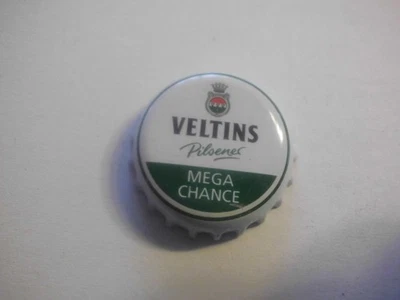 VELTINS
Pilsener
MEGA
CHANCE